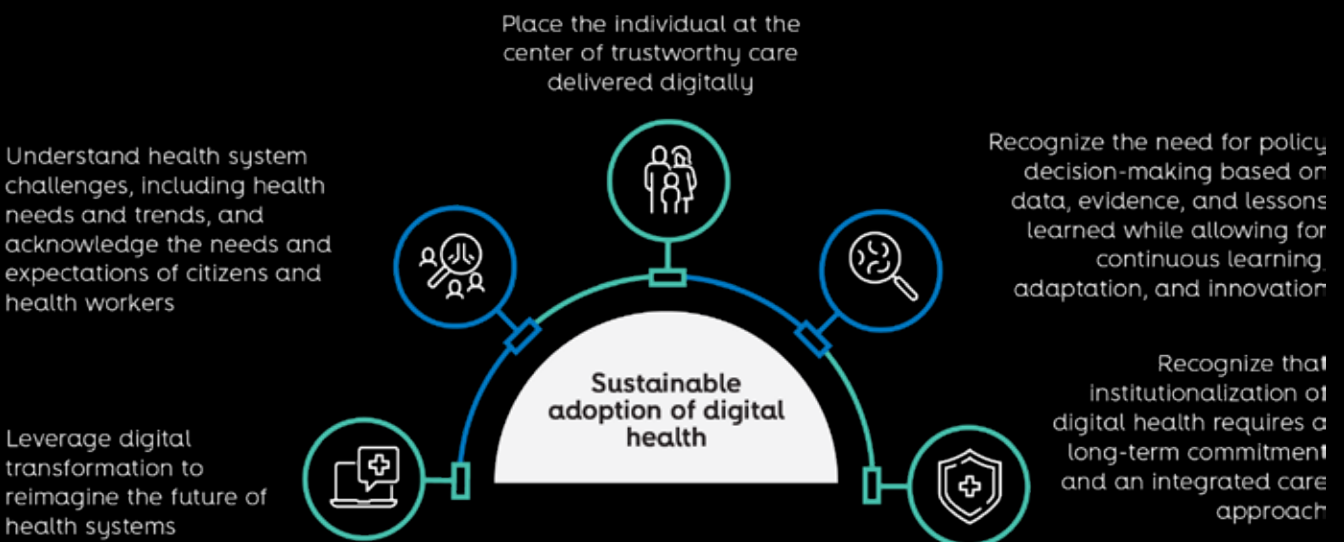 Place the individual at the
center of trustworthy care
delivered digitally
Understand health system
challenges, including health
needs and trends, and
acknowledge the needs and
expectations of citizens and
health workers
Recognize the need for policy
decision-making based on
data, evidence, and lessons
learned while allowing for
continuous learning,
adaptation, and innovation
Leverage digital
transformation to
reimagine the future of
health systems
Sustainable
adoption of digital
health
Recognize that
institutionalization of
digital health requires a
long-term commitment
and an integrated care
approach